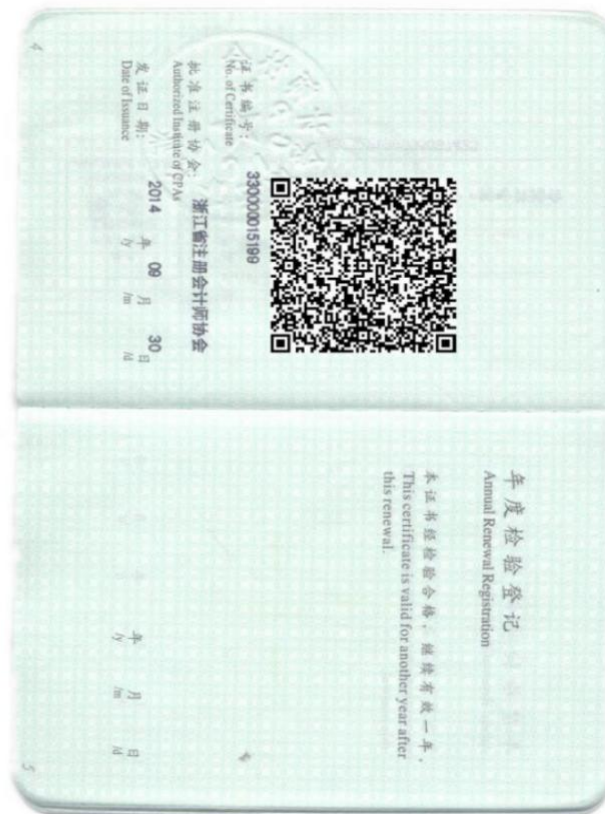 证书编号：
No. of Certificate
330000015199
批准注册协会：
Authorized Institute of CPAs
浙江省注册会计师协会
发证日期：
Date of Issuance
2014 年 09 月 30 日
/y /m /d
4
年度检验登记
Annual Renewal Registration
本证书经检验合格，继续有效一年。
This certificate is valid for another year after
this renewal.
年 月 日
/y /m /d
5